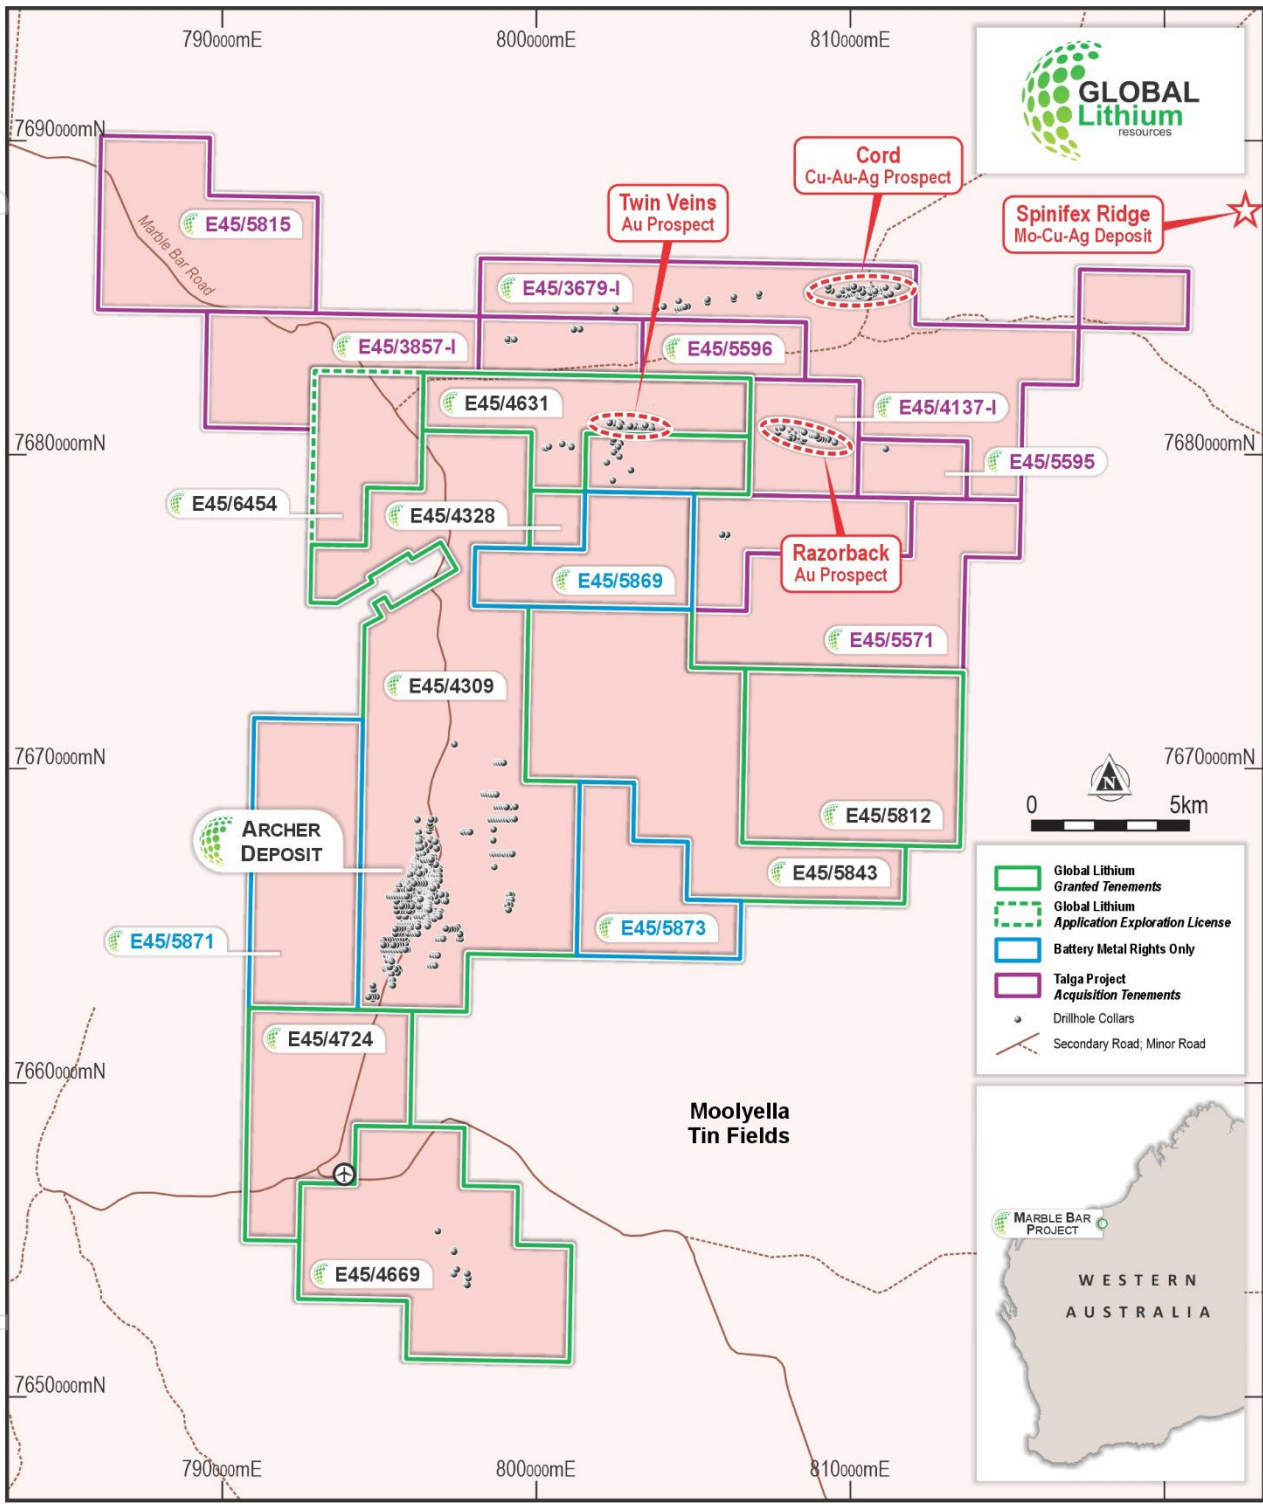 790000mE
800000mE
810000mE
GLOBAL
Lithium
resources
7690000mN
Cord
Cu-Au-Ag Prospect
Twin Veins
Au Prospect
Spinifex Ridge
Mo-Cu-Ag Deposit
E45/5815
Marble Bar Road
E45/3679-I
E45/3857-I
E45/5596
E45/4631
E45/4137-I
7680000mN
7680000mN
E45/5595
E45/6454
E45/4328
Razorback
Au Prospect
E45/5869
E45/5571
E45/4309
7670000mN
7670000mN
N
0
5km
E45/5812
ARCHER
DEPOSIT
E45/5843
E45/5871
E45/5873
Global Lithium
Granted Tenements
Global Lithium
Application Exploration License
Battery Metal Rights Only
Talga Project
Acquisition Tenements
Drillhole Collars
Secondary Road; Minor Road
E45/4724
7660000mN
Moolyella
Tin Fields
MARBLE BAR
PROJECT
E45/4669
WESTERN
AUSTRALIA
7650000mN
790000mE
800000mE
810000mE